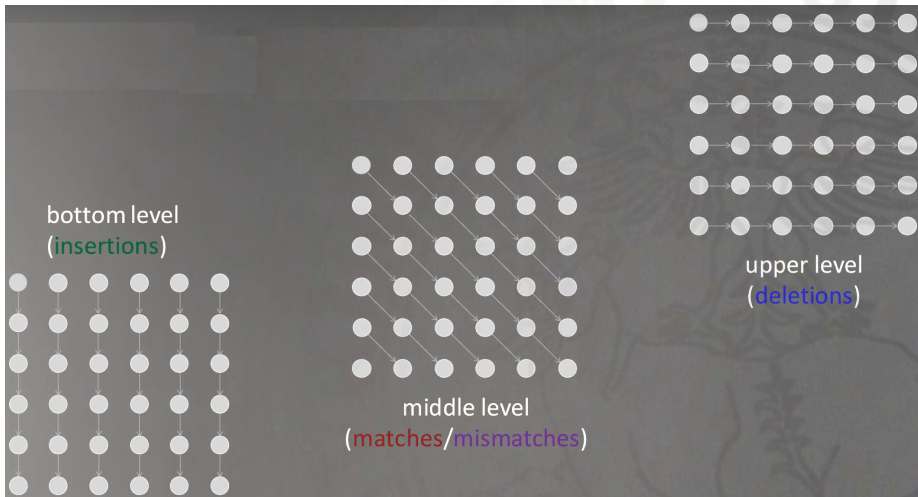 bottom level
(insertions)
middle level
(matches/mismatches)
upper level
(deletions)